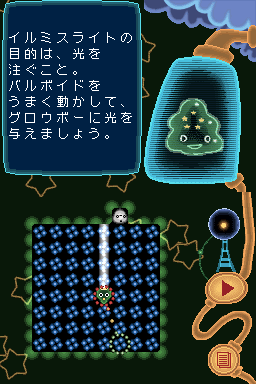 イルミスライトの
目的は、光を
注ぐこと。
バルボイドを
うまく動かして、
グロウボーに光を
与えましょう。